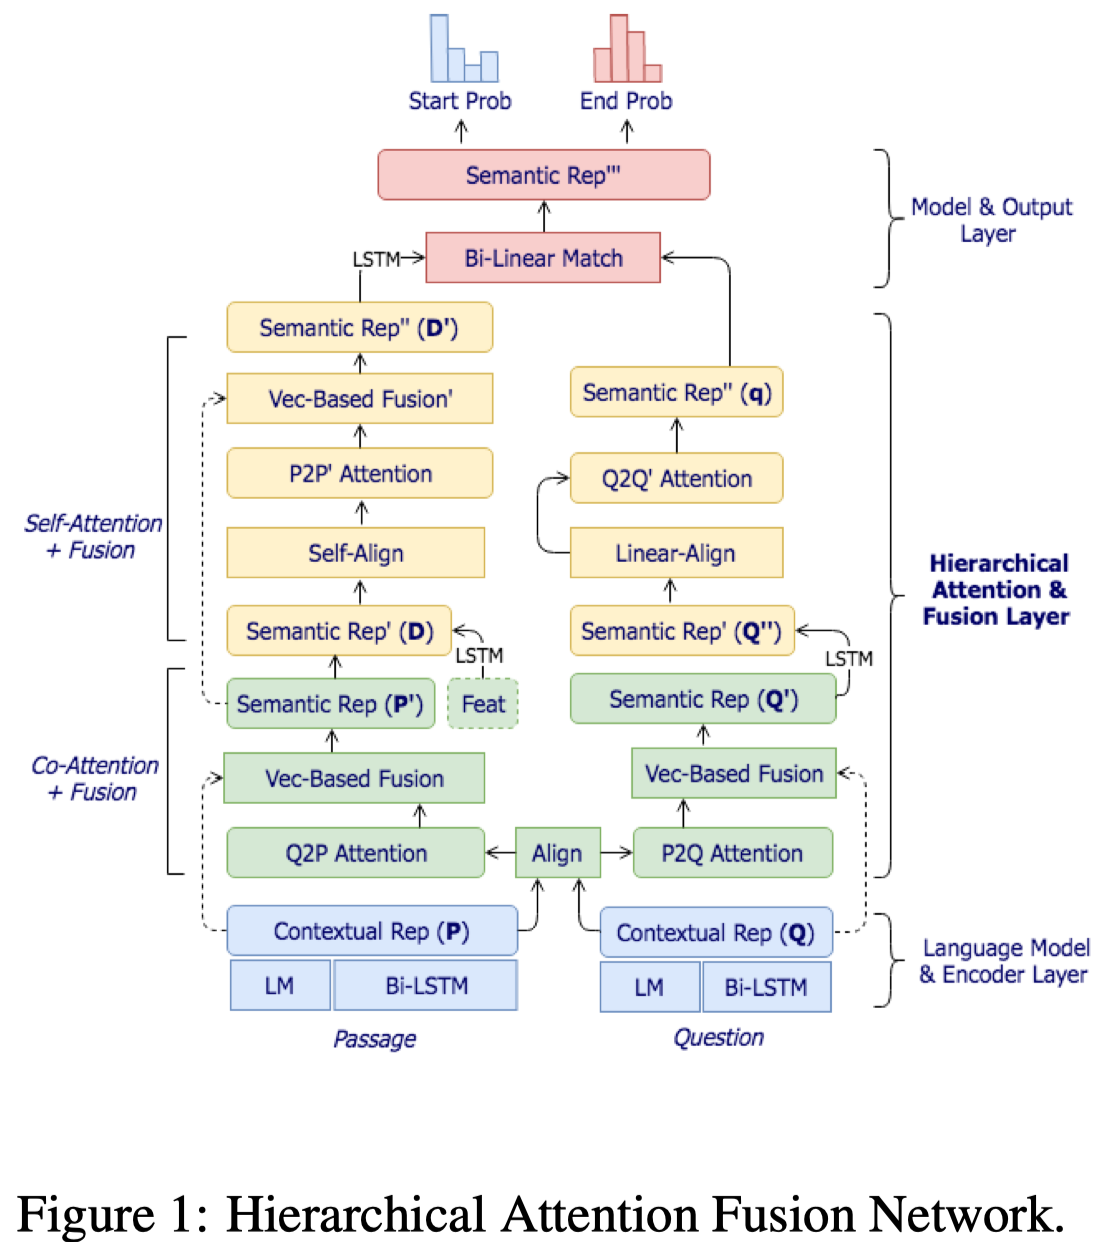 Start Prob
End Prob
Semantic Rep'''
Model & Output
Layer
LSTM
Bi-Linear Match
Semantic Rep'' (D')
Vec-Based Fusion'
Semantic Rep'' (q)
P2P' Attention
Q2Q' Attention
Self-Attention
+ Fusion
Self-Align
Linear-Align
Hierarchical
Attention &
Fusion Layer
Semantic Rep' (D)
Semantic Rep' (Q'')
LSTM
LSTM
Semantic Rep (P')
Feat
Semantic Rep (Q')
Co-Attention
+ Fusion
Vec-Based Fusion
Vec-Based Fusion
Q2P Attention
Align
P2Q Attention
Contextual Rep (P)
Contextual Rep (Q)
Language Model
& Encoder Layer
LM
Bi-LSTM
LM
Bi-LSTM
Passage
Question
Figure 1: Hierarchical Attention Fusion Network.